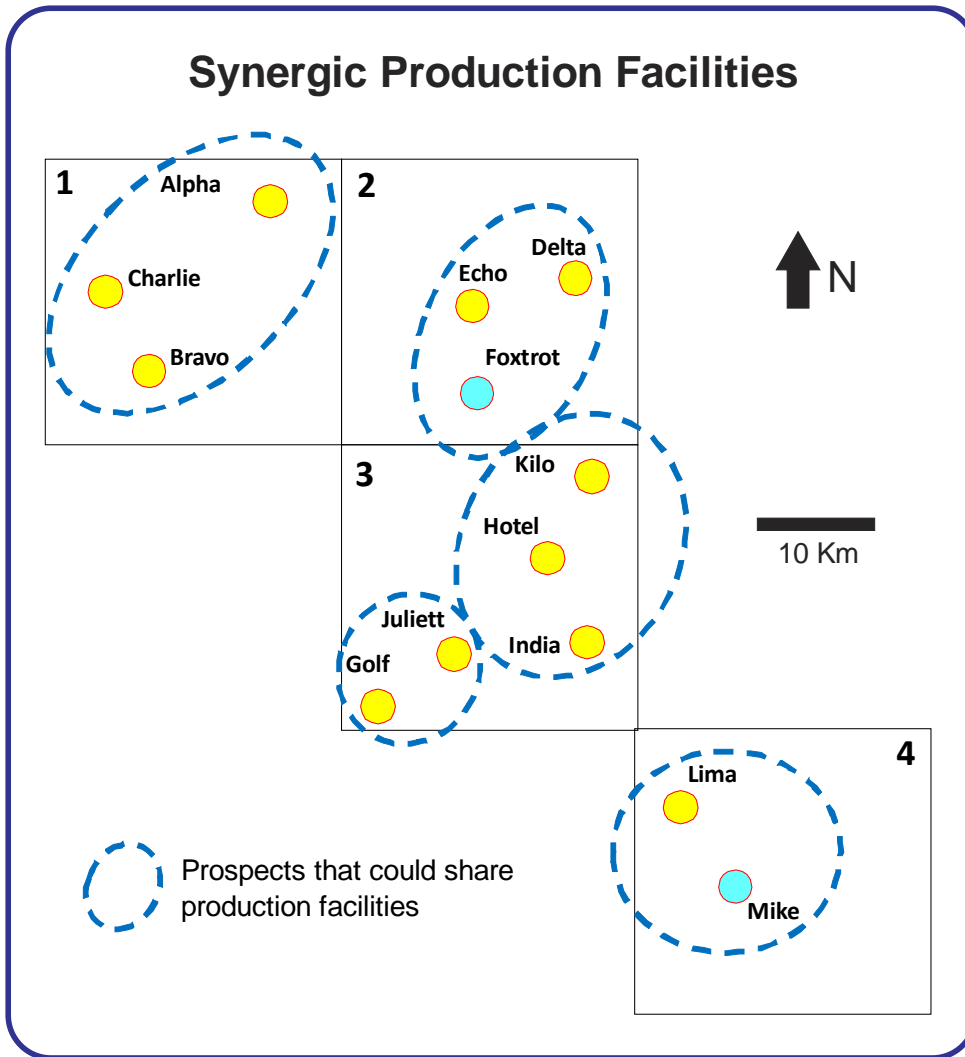 Synergic Production Facilities
1
Alpha
Charlie
Bravo
2
Delta
Echo
Foxtrot
N
3
Kilo
Hotel
Juliett
India
Golf
10 Km
4
Lima
Mike
Prospects that could share
production facilities